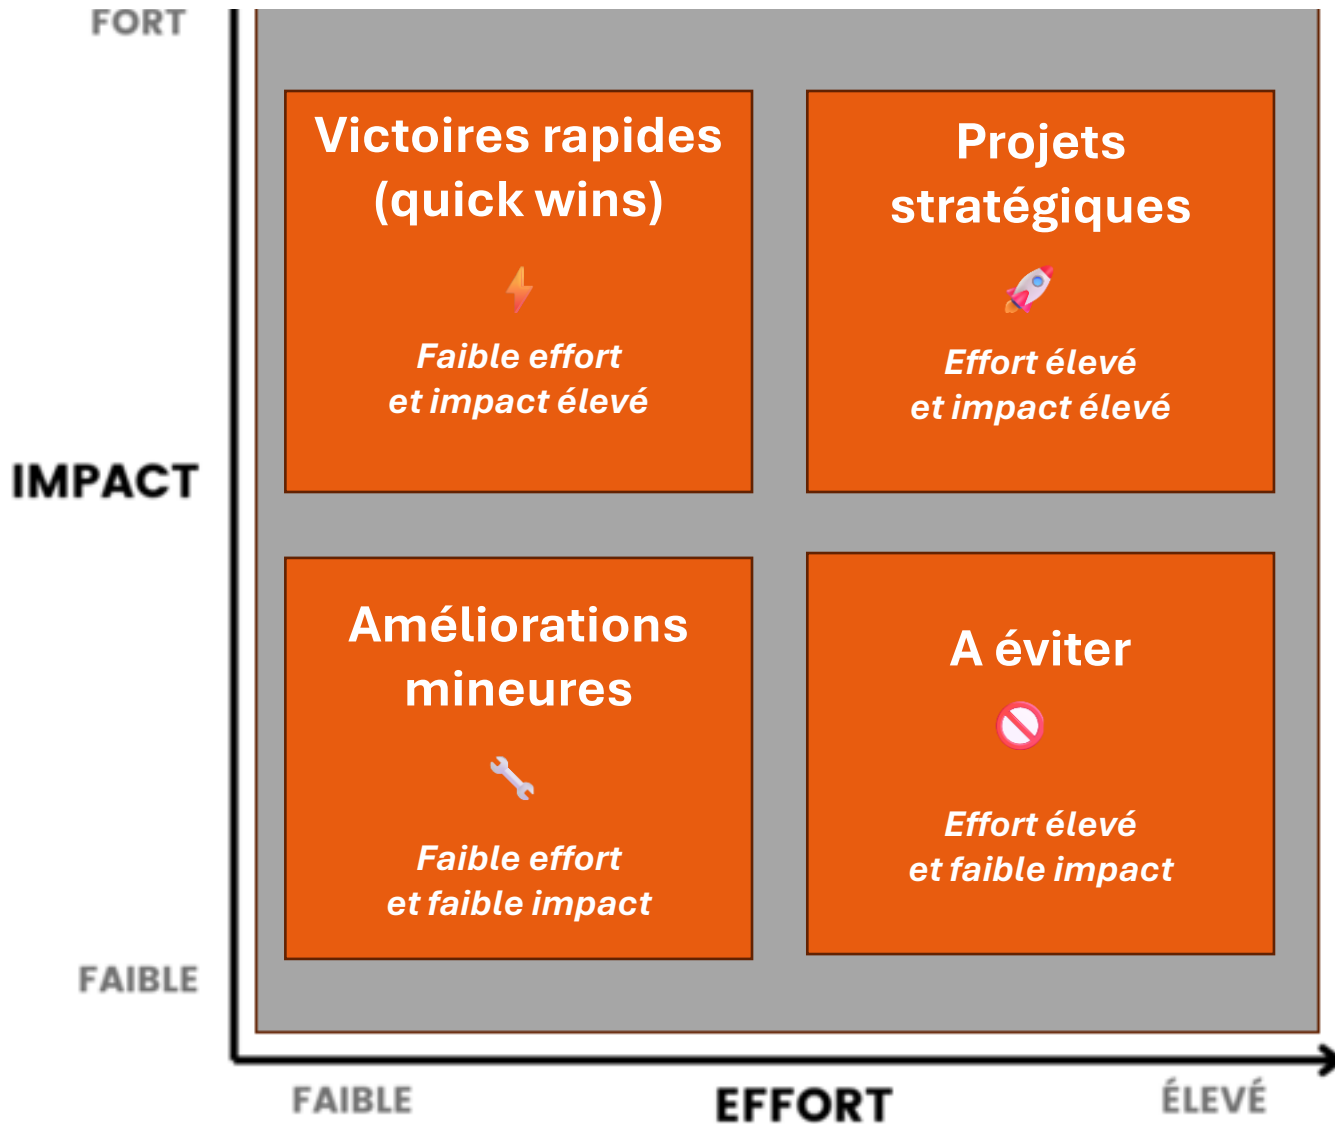 FORT
Victoires rapides
(quick wins)
Faible effort
et impact élevé
Projets
stratégiques
Effort élevé
et impact élevé
IMPACT
Améliorations
mineures
Faible effort
et faible impact
A éviter
Effort élevé
et faible impact
FAIBLE
FAIBLE
EFFORT
ÉLEVÉ